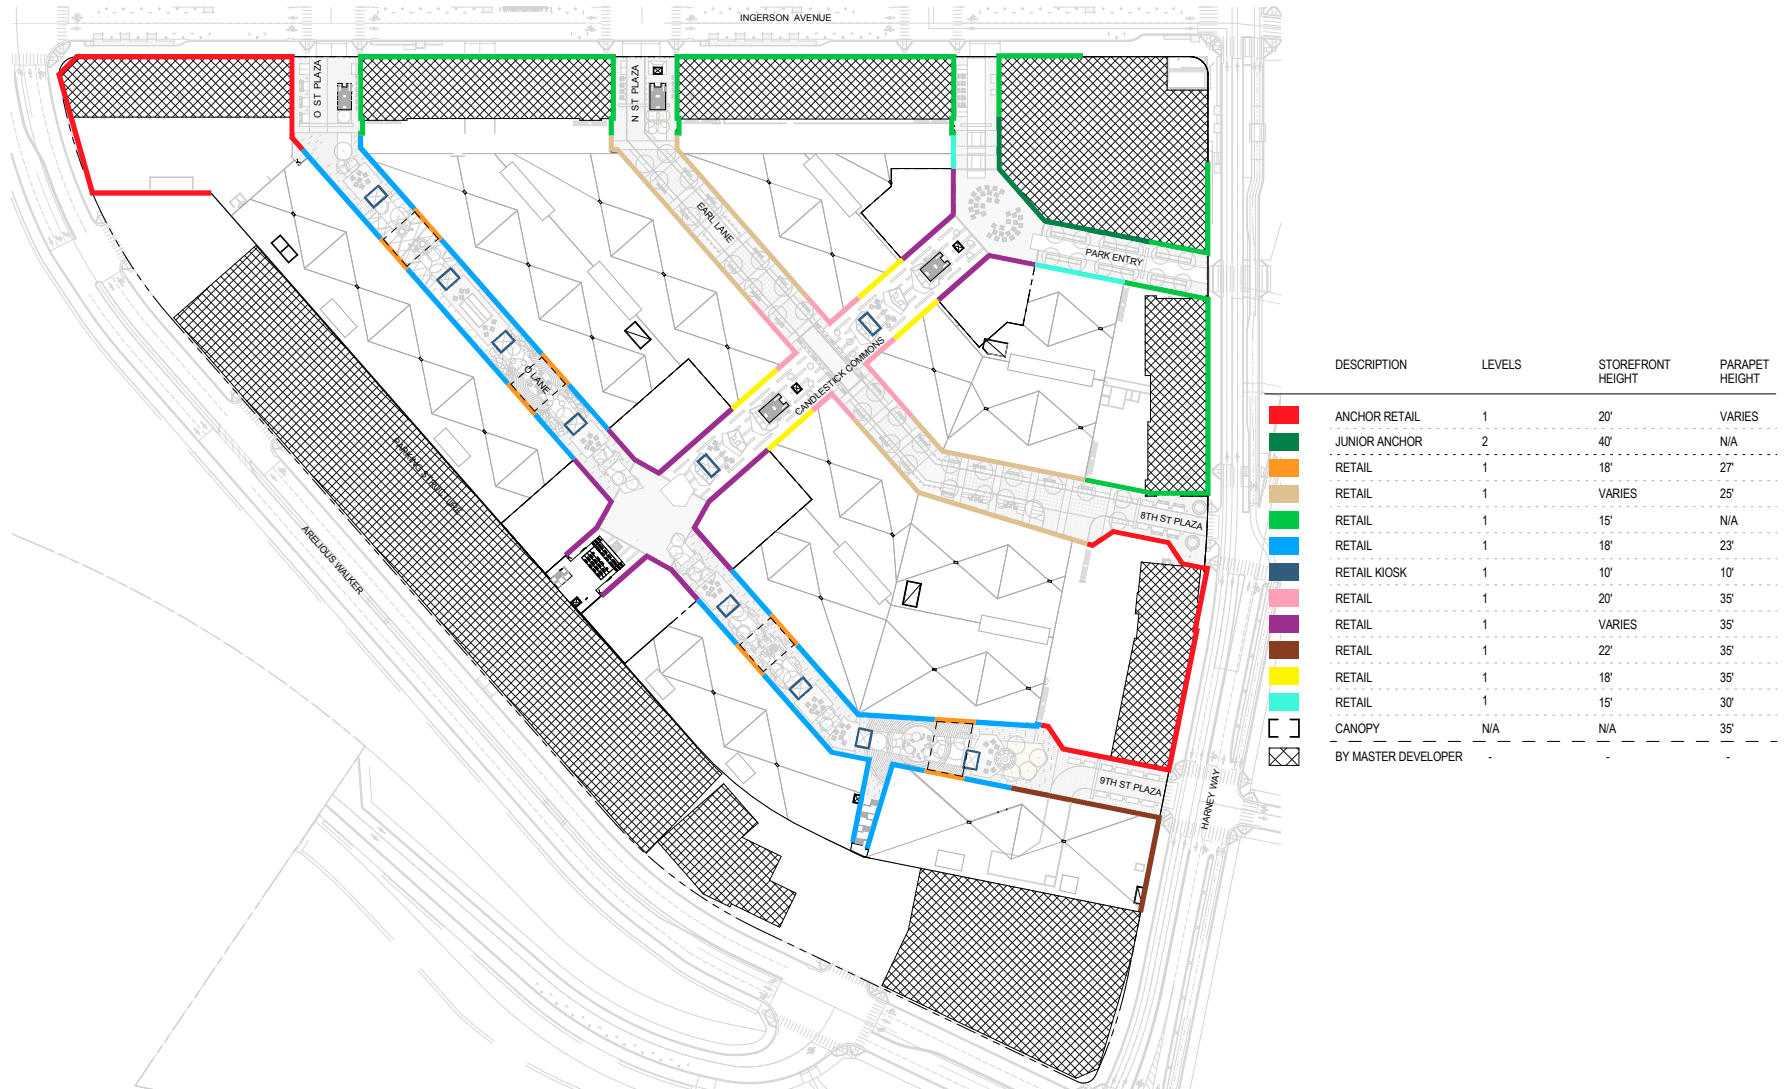 INGERSON AVENUE
O ST PLAZA
N ST PLAZA
EARL LANE
PARK ENTRY
O LANE
CANDLESTICK COMMONS
PARKING STRUCTURE
ARELIOUS WALKER
8TH ST PLAZA
9TH ST PLAZA
HARNEY WAY
DESCRIPTION LEVELS STOREFRONT HEIGHT PARAPET HEIGHT
ANCHOR RETAIL 1 20' VARIES
JUNIOR ANCHOR 2 40' N/A
RETAIL 1 18' 27'
RETAIL 1 VARIES 25'
RETAIL 1 15' N/A
RETAIL 1 18' 23'
RETAIL KIOSK 1 10' 10'
RETAIL 1 20' 35'
RETAIL 1 VARIES 35'
RETAIL 1 22' 35'
RETAIL 1 18' 35'
RETAIL 1 15' 30'
CANOPY N/A N/A 35'
BY MASTER DEVELOPER - - -